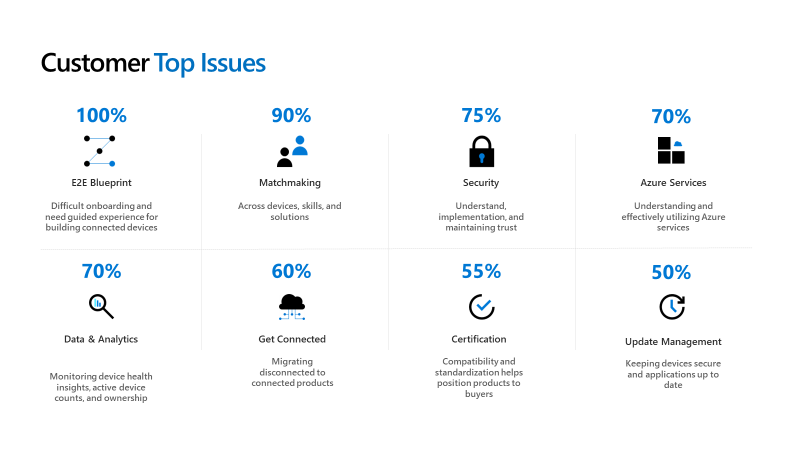 Customer Top Issues
100%
E2E Blueprint
Difficult onboarding and
need guided experience for
building connected devices
90%
Matchmaking
Across devices, skills, and
solutions
75%
Security
Understand,
implementation, and
maintaining trust
70%
Azure Services
Understanding and
effectively utilizing Azure
services
70%
Data & Analytics
Monitoring device health
insights, active device
counts, and ownership
60%
Get Connected
Migrating
disconnected to
connected products
55%
Certification
Compatibility and
standardization helps
position products to
buyers
50%
Update Management
Keeping devices secure
and applications up to
date